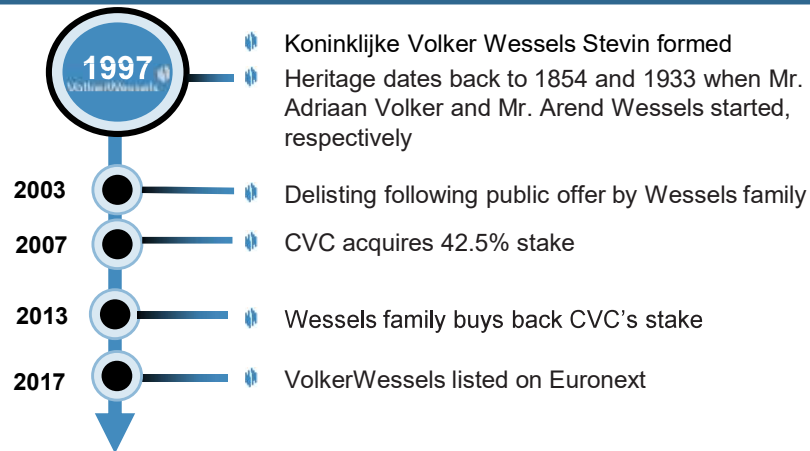 1997
VolkerWessels
Koninklijke Volker Wessels Stevin formed
Heritage dates back to 1854 and 1933 when Mr.
Adriaan Volker and Mr. Arend Wessels started,
respectively
2003
Delisting following public offer by Wessels family
2007
CVC acquires 42.5% stake
2013
Wessels family buys back CVC's stake
2017
VolkerWessels listed on Euronext